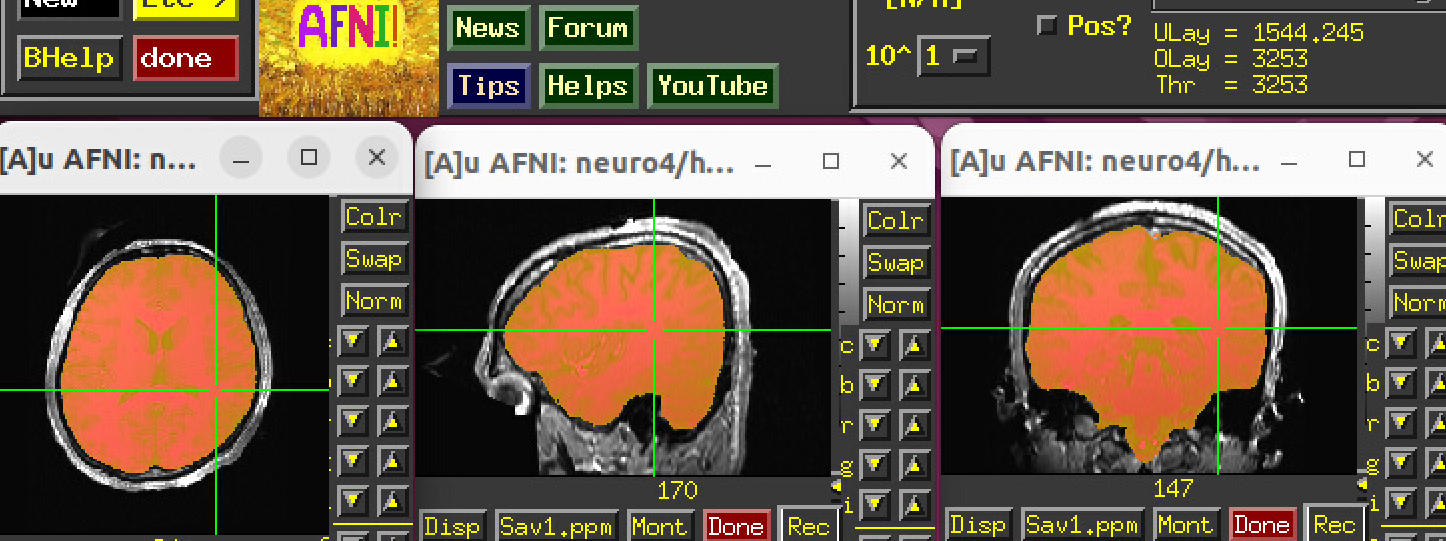 New Etc->
BHelp done
AFNI!
News Forum
Tips Helps YouTube
10^ 1
Pos?
ULay = 1544.245
OLay = 3253
Thr = 3253
[A]u AFNI: n...
[A]u AFNI: neuro4/h...
[A]u AFNI: neuro4/h...
Colr
Swap
Norm
Colr
Swap
Norm
c
b
r
g
i
170
Disp Sav1.ppm Mont Done Rec
Colr
Swap
Norm
c
b
r
g
i
147
Disp Sav1.ppm Mont Done Rec